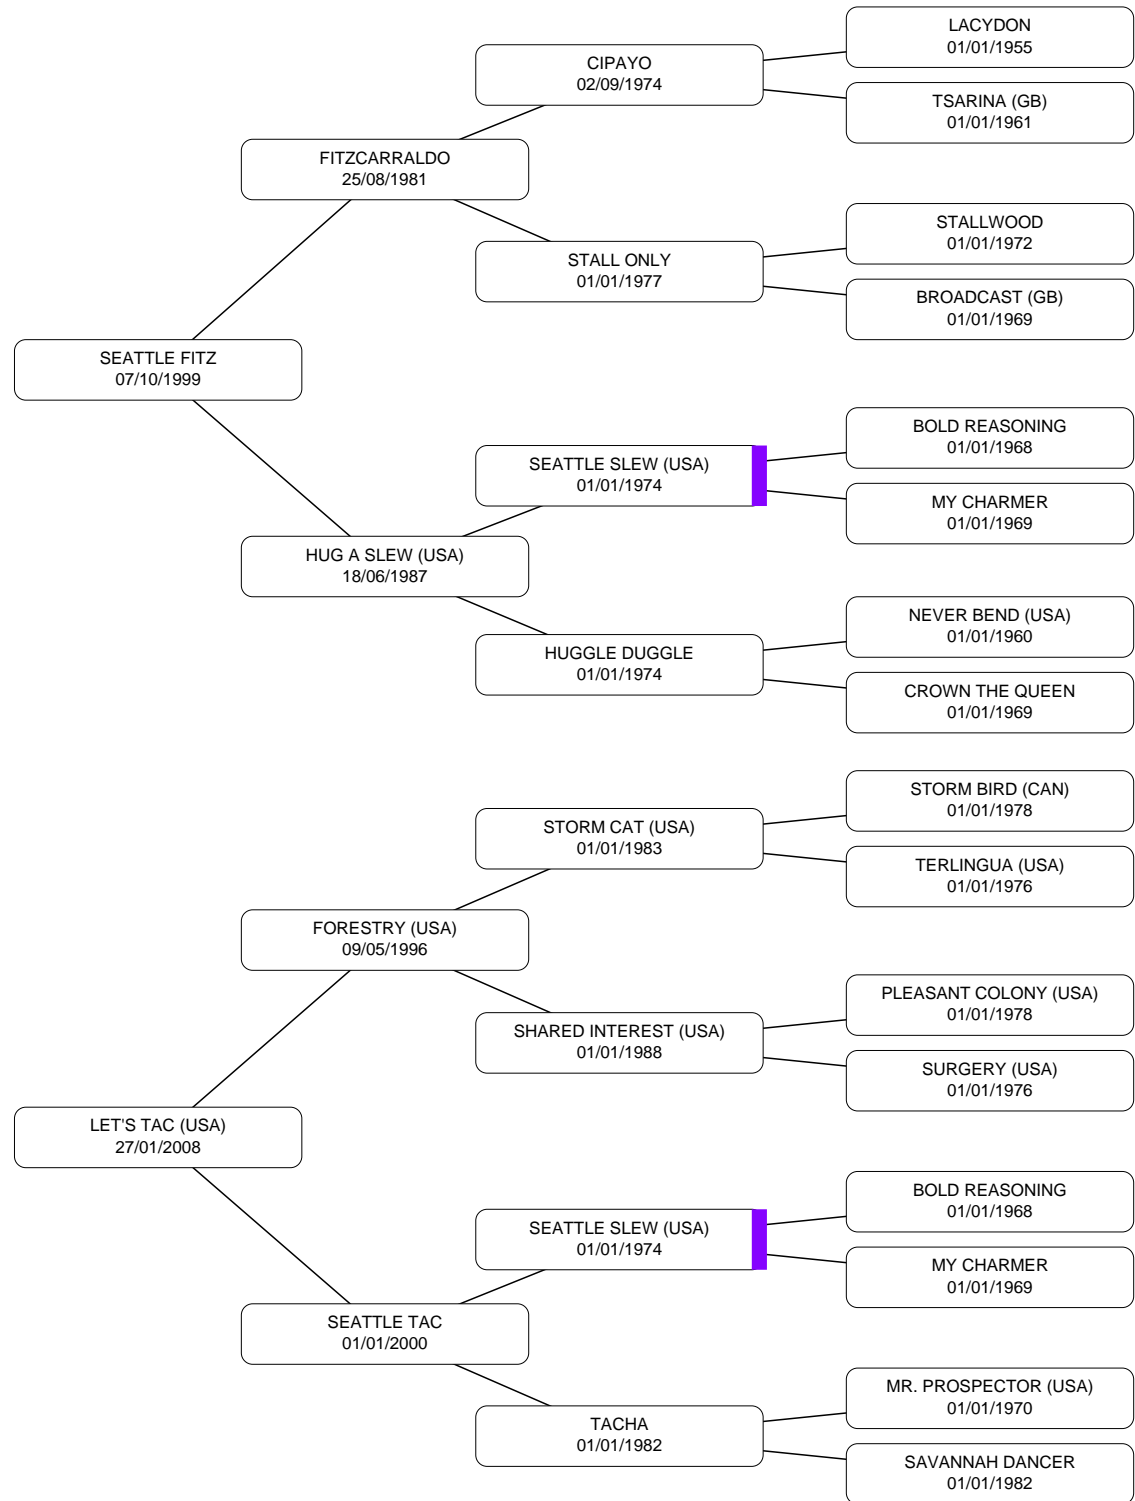 LACYDON
01/01/1955
CIPAYO
02/09/1974
TSARINA (GB)
01/01/1961
FITZCARRALDO
25/08/1981
STALLWOOD
01/01/1972
STALL ONLY
01/01/1977
BROADCAST (GB)
01/01/1969
SEATTLE FITZ
07/10/1999
BOLD REASONING
01/01/1968
SEATTLE SLEW (USA)
01/01/1974
MY CHARMER
01/01/1969
HUG A SLEW (USA)
18/06/1987
NEVER BEND (USA)
01/01/1960
HUGGLE DUGGLE
01/01/1974
CROWN THE QUEEN
01/01/1969
STORM BIRD (CAN)
01/01/1978
STORM CAT (USA)
01/01/1983
TERLINGUA (USA)
01/01/1976
FORESTRY (USA)
09/05/1996
PLEASANT COLONY (USA)
01/01/1978
SHARED INTEREST (USA)
01/01/1988
SURGERY (USA)
01/01/1976
LET'S TAC (USA)
27/01/2008
BOLD REASONING
01/01/1968
SEATTLE SLEW (USA)
01/01/1974
MY CHARMER
01/01/1969
SEATTLE TAC
01/01/2000
MR. PROSPECTOR (USA)
01/01/1970
TACHA
01/01/1982
SAVANNAH DANCER
01/01/1982